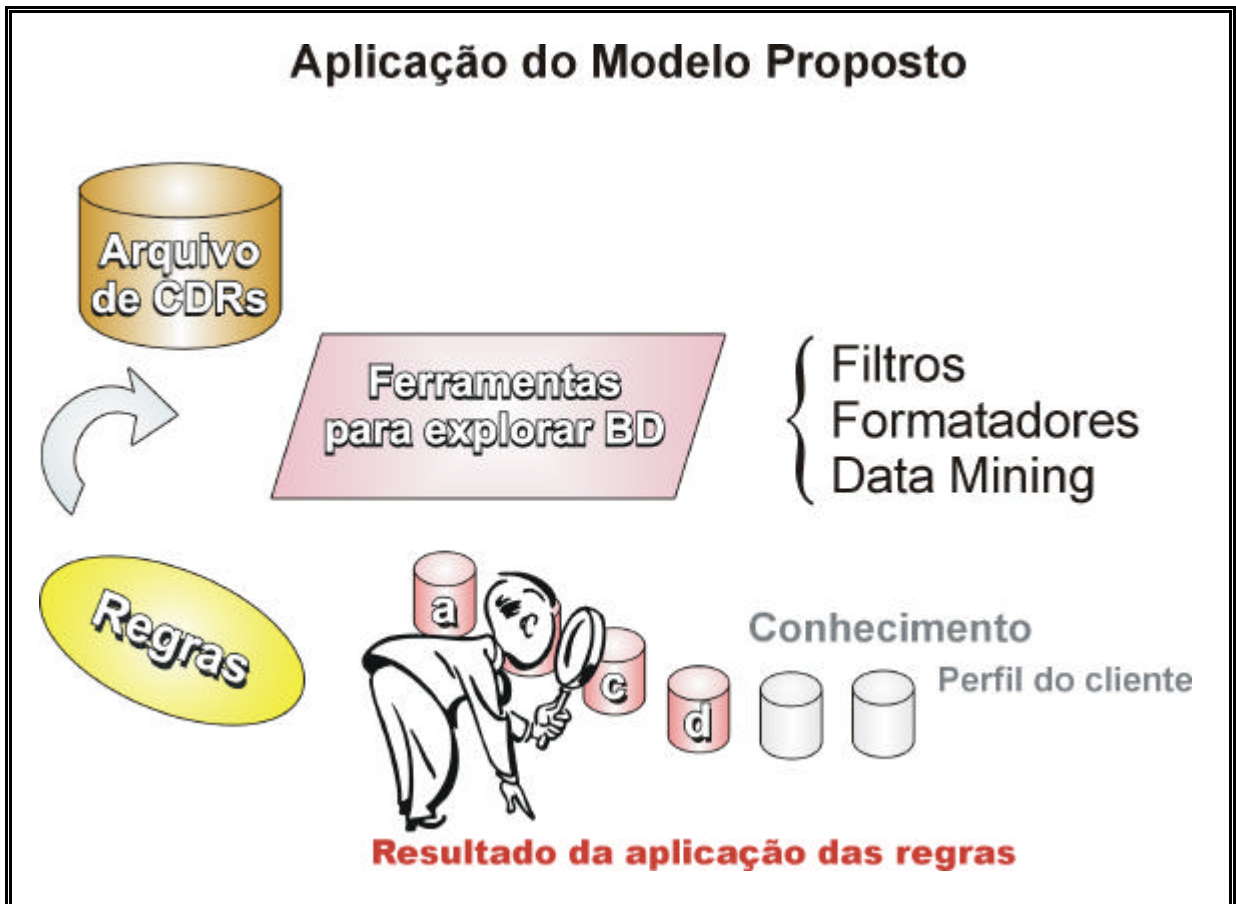 Aplicação do Modelo Proposto
Arquivo
de CDRs
Ferramentas
para explorar BD
Filtros
Formatadores
Data Mining
Regras
a
c
d
Conhecimento
Perfil do cliente
Resultado da aplicação das regras